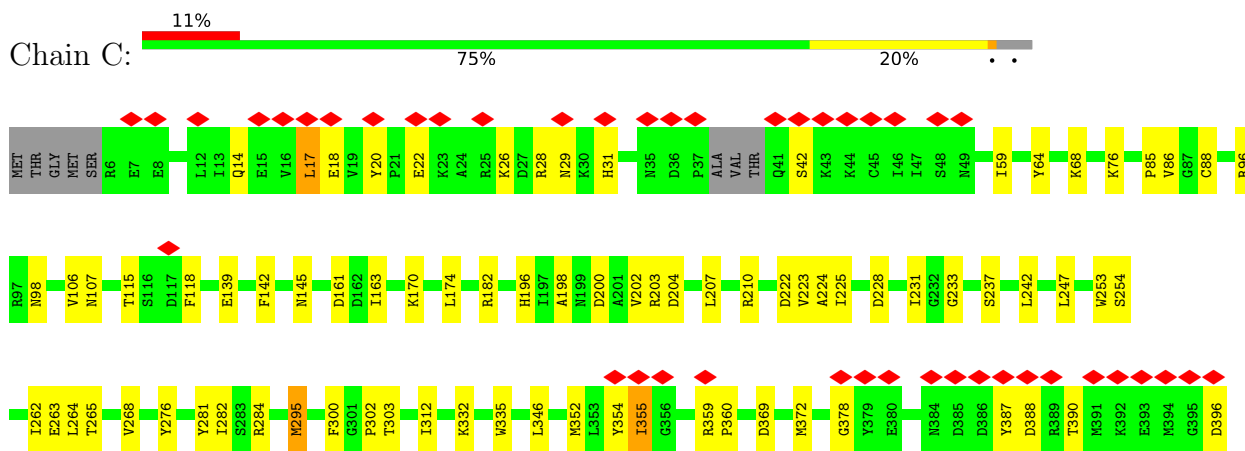 11%
Chain C:
75% 20% • •
MET THR GLY MET SER R6 E7 E8 L12 I13 Q14 E15 V16 L17 E18 V19 Y20 P21 E22 K23 A24 R25 K26 D27 R28 N29 K30 H31 N35 D36 P37 ALA VAL THR Q41 S42 K43 K44 C45 I46 I47 S48 N49 I59 Y64 K68 K76 P85 V86 G87 C88 R96
R97 N98 V106 N107 T115 S116 D117 F118 E139 F142 N145 D161 D162 I163 K170 L174 R182 H196 I197 A198 N199 D200 A201 V202 R203 D204 L207 R210 D222 V223 A224 I225 D228 I231 G232 G233 S237 L242 L247 W253 S254
I262 E263 L264 T265 V268 Y276 Y281 I282 S283 R284 M295 F300 G301 P302 T303 I312 K332 W335 L346 M352 L353 Y354 I355 G356 R359 P360 D369 M372 G378 Y379 E380 N384 D385 D386 Y387 D388 R389 T390 M391 K392 E393 M394 G395 D396